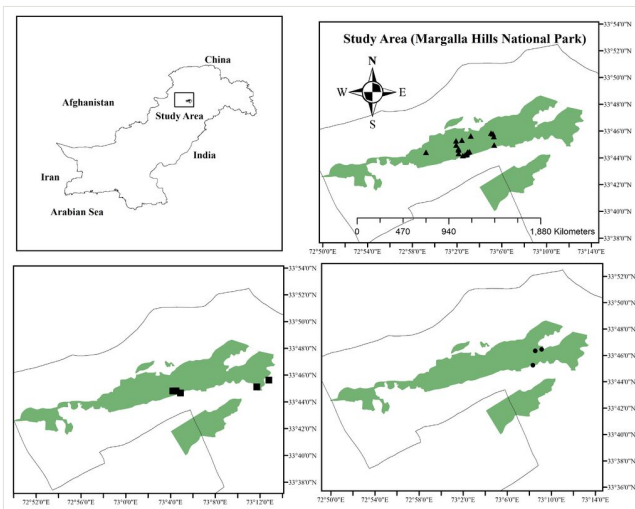 China
Afghanistan
Study Area
India
Iran
Arabian Sea
Study Area (Margalla Hills National Park)
N
W
E
S
0 470 940 1,880 Kilometers
33°54'0"N
33°52'0"N
33°50'0"N
33°48'0"N
33°46'0"N
33°44'0"N
33°42'0"N
33°40'0"N
33°38'0"N
72°50'0"E 72°54'0"E 72°58'0"E 73°2'0"E 73°6'0"E 73°10'0"E 73°14'0"E
33°54'0"N
33°52'0"N
33°50'0"N
33°48'0"N
33°46'0"N
33°44'0"N
33°42'0"N
33°40'0"N
33°38'0"N
72°52'0"E 72°56'0"E 73°0'0"E 73°4'0"E 73°8'0"E 73°12'0"E
33°52'0"N
33°50'0"N
33°48'0"N
33°46'0"N
33°44'0"N
33°42'0"N
33°40'0"N
33°38'0"N
33°36'0"N
72°50'0"E 72°54'0"E 72°58'0"E 73°2'0"E 73°6'0"E 73°10'0"E 73°14'0"E